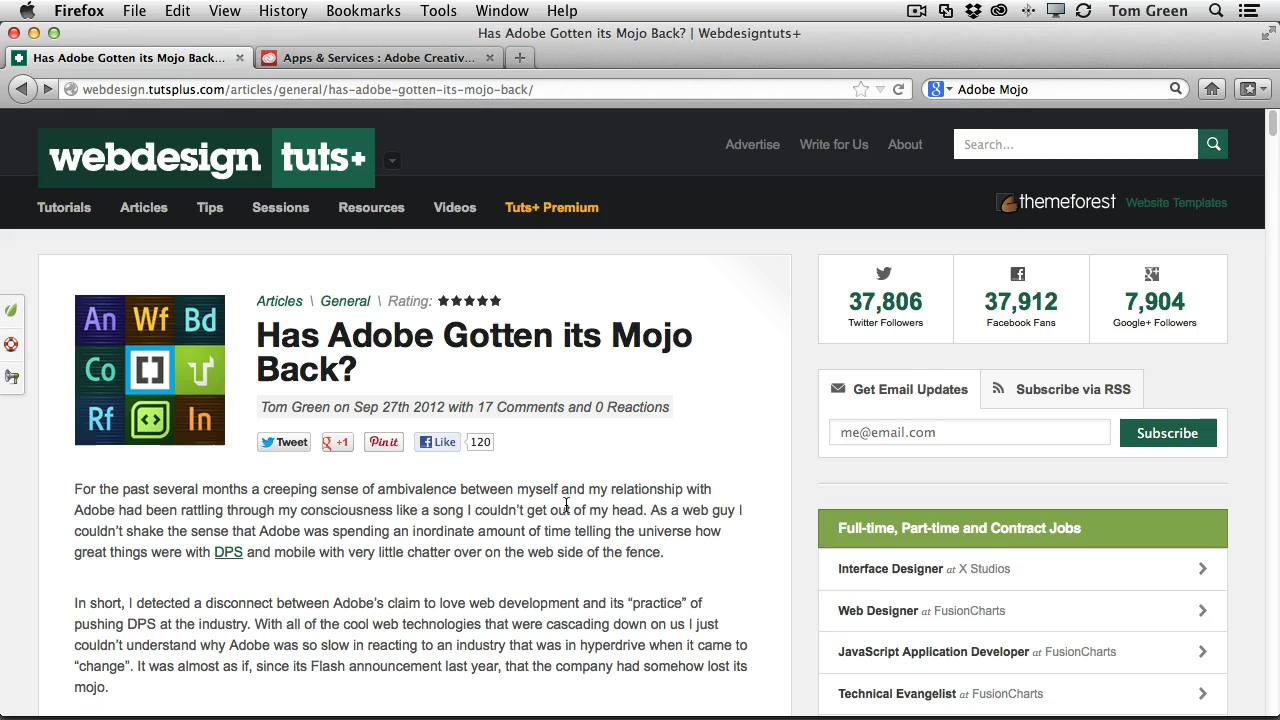 Firefox File Edit View History Bookmarks Tools Window Help Tom Green
Has Adobe Gotten its Mojo Back? | Webdesigntuts+
Has Adobe Gotten its Mojo Back...
Apps & Services : Adobe Creativ...
webdesign.tutsplus.com/articles/general/has-adobe-gotten-its-mojo-back/
Adobe Mojo
webdesign tuts+
Advertise Write for Us About
Search...
Tutorials Articles Tips Sessions Resources Videos Tuts+ Premium
themeforest Website Templates
An Wf Bd
Co
Rf In
Articles \ General \ Rating: ★★★★★
Has Adobe Gotten its Mojo
Back?
Tom Green on Sep 27th 2012 with 17 Comments and 0 Reactions
Tweet g +1 Pin it Like 120
For the past several months a creeping sense of ambivalence between myself and my relationship with
Adobe had been rattling through my consciousness like a song I couldn't get out of my head. As a web guy I
couldn't shake the sense that Adobe was spending an inordinate amount of time telling the universe how
great things were with DPS and mobile with very little chatter over on the web side of the fence.
In short, I detected a disconnect between Adobe's claim to love web development and its “practice” of
pushing DPS at the industry. With all of the cool web technologies that were cascading down on us I just
couldn't understand why Adobe was so slow in reacting to an industry that was in hyperdrive when it came to
“change”. It was almost as if, since its Flash announcement last year, that the company had somehow lost its
mojo.
37,806 37,912 7,904
Twitter Followers Facebook Fans Google+ Followers
Get Email Updates Subscribe via RSS
me@email.com Subscribe
Full-time, Part-time and Contract Jobs
Interface Designer at X Studios
Web Designer at FusionCharts
JavaScript Application Developer at FusionCharts
Technical Evangelist at FusionCharts